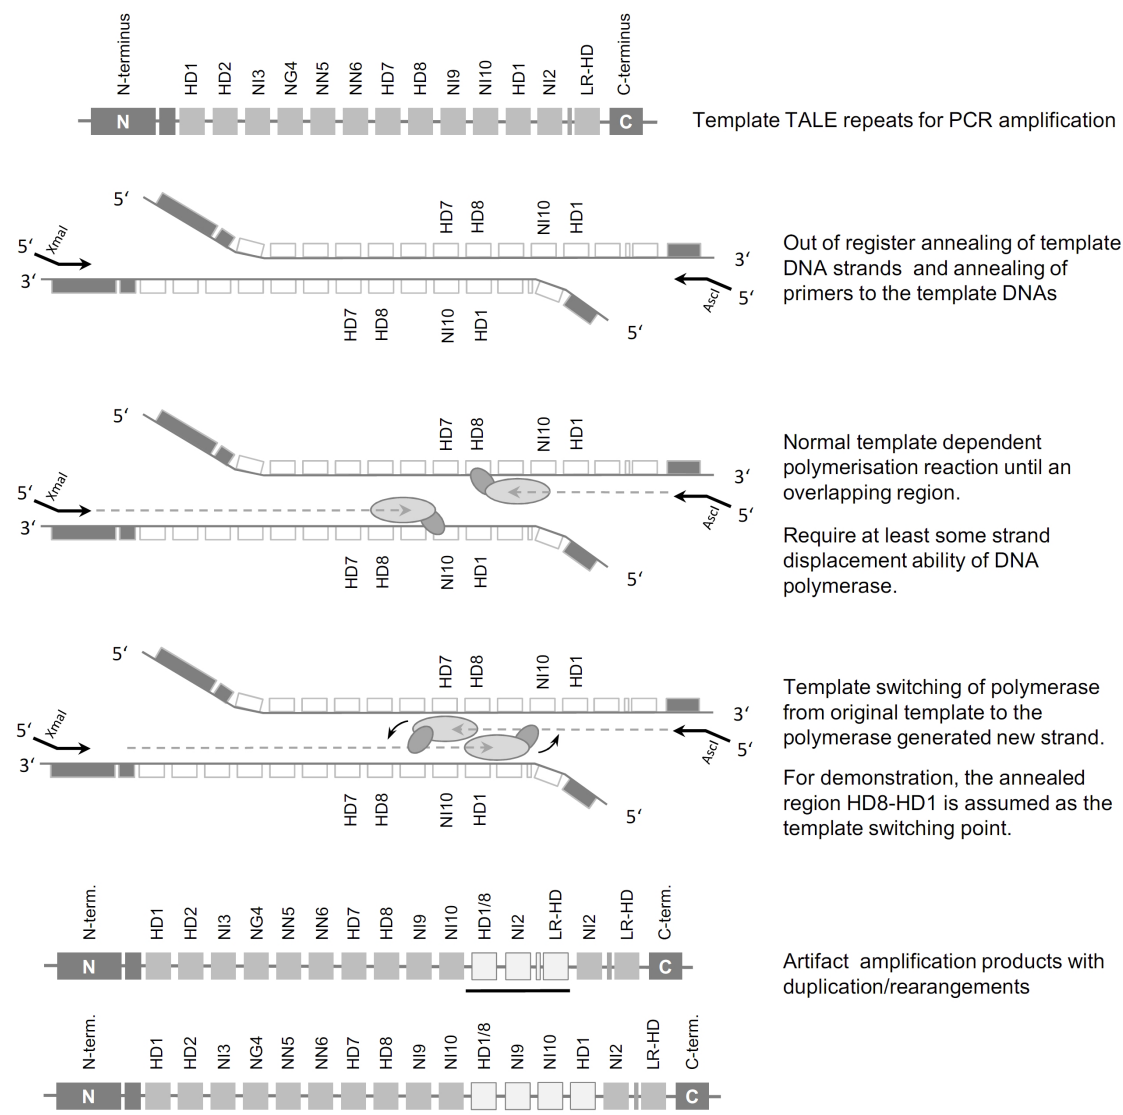 N-terminus HD1 HD2 NI3 NG4 NN5 NN6 HD7 HD8 NI9 NI10 HD1 NI2 LR-HD C-terminus
N C
Template TALE repeats for PCR amplification
5‘
HD7 HD8 NI10 HD1
5‘ XmaI
3‘
3‘
AscI 5‘
HD7 HD8 NI10 HD1
5‘
Out of register annealing of template
DNA strands and annealing of
primers to the template DNAs
5‘
HD7 HD8 NI10 HD1
5‘ XmaI
3‘
3‘
AscI 5‘
HD7 HD8 NI10 HD1
5‘
Normal template dependent
polymerisation reaction until an
overlapping region.
Require at least some strand
displacement ability of DNA
polymerase.
5‘
HD7 HD8 NI10 HD1
5‘ XmaI
3‘
3‘
AscI 5‘
HD7 HD8 NI10 HD1
5‘
Template switching of polymerase
from original template to the
polymerase generated new strand.
For demonstration, the annealed
region HD8-HD1 is assumed as the
template switching point.
N-term. HD1 HD2 NI3 NG4 NN5 NN6 HD7 HD8 NI9 NI10 HD1/8 NI2 LR-HD NI2 LR-HD C-term.
N C
Artifact amplification products with
duplication/rearangements
N-term. HD1 HD2 NI3 NG4 NN5 NN6 HD7 HD8 NI9 NI10 HD1/8 NI9 NI10 HD1 NI2 LR-HD C-term.
N C